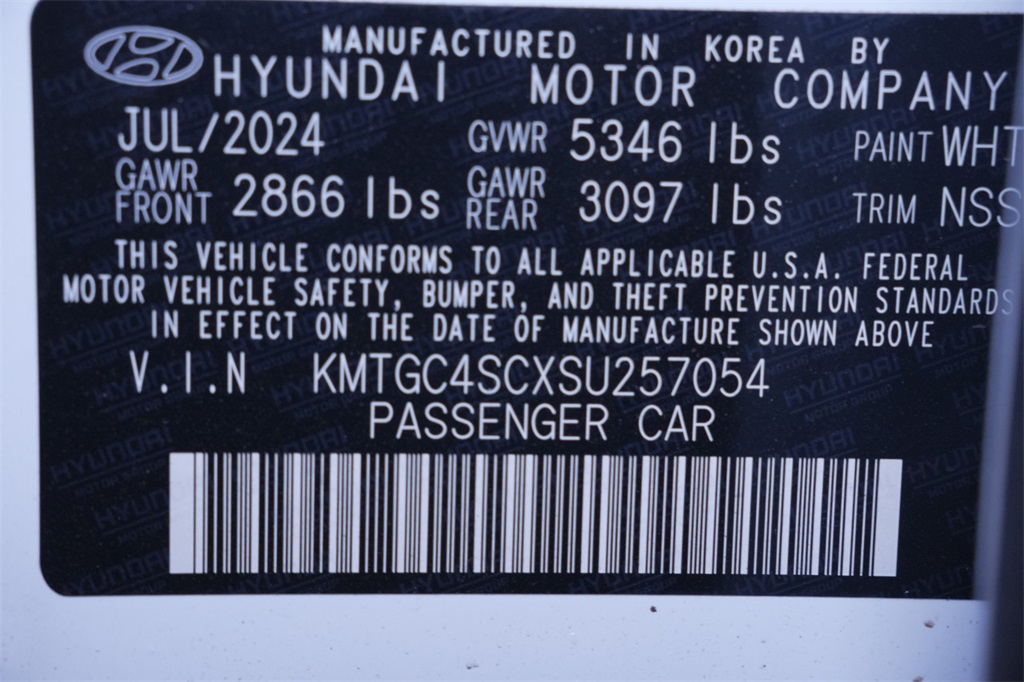 MANUFACTURED IN KOREA BY
HYUNDAI MOTOR COMPANY
JUL/2024 GVWR 5346 lbs PAINT WHT
GAWR FRONT 2866 lbs GAWR REAR 3097 lbs TRIM NSS
THIS VEHICLE CONFORMS TO ALL APPLICABLE U.S.A. FEDERAL
MOTOR VEHICLE SAFETY, BUMPER, AND THEFT PREVENTION STANDARDS
IN EFFECT ON THE DATE OF MANUFACTURE SHOWN ABOVE
V.I.N KMTGC4SCXSU257054
PASSENGER CAR